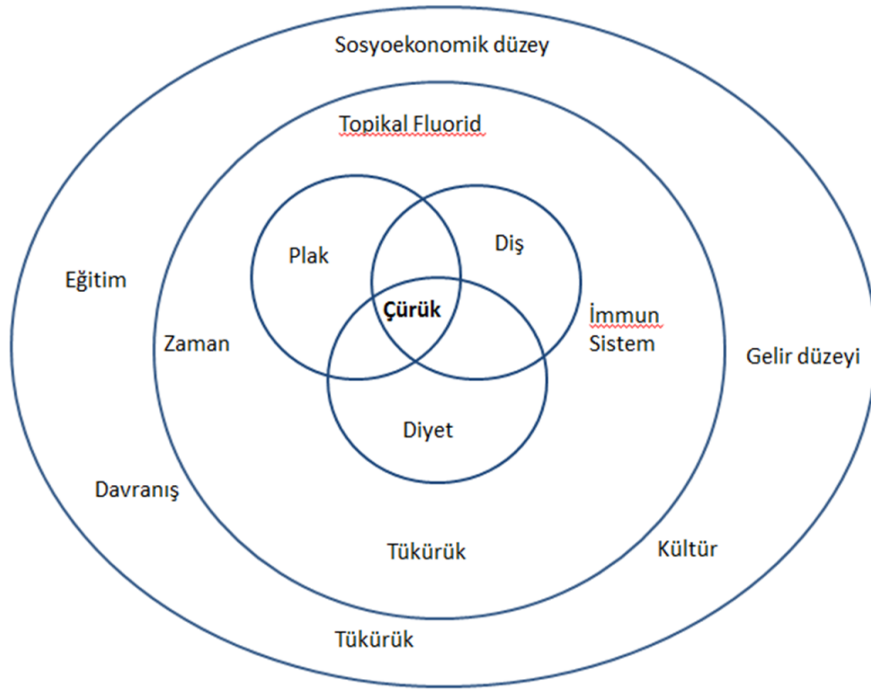 Sosyoekonomik düzey
Topikal Fluorid
Plak
Diş
Eğitim
Çürük
İmmun
Sistem
Zaman
Gelir düzeyi
Diyet
Davranış
Tükürük
Kültür
Tükürük